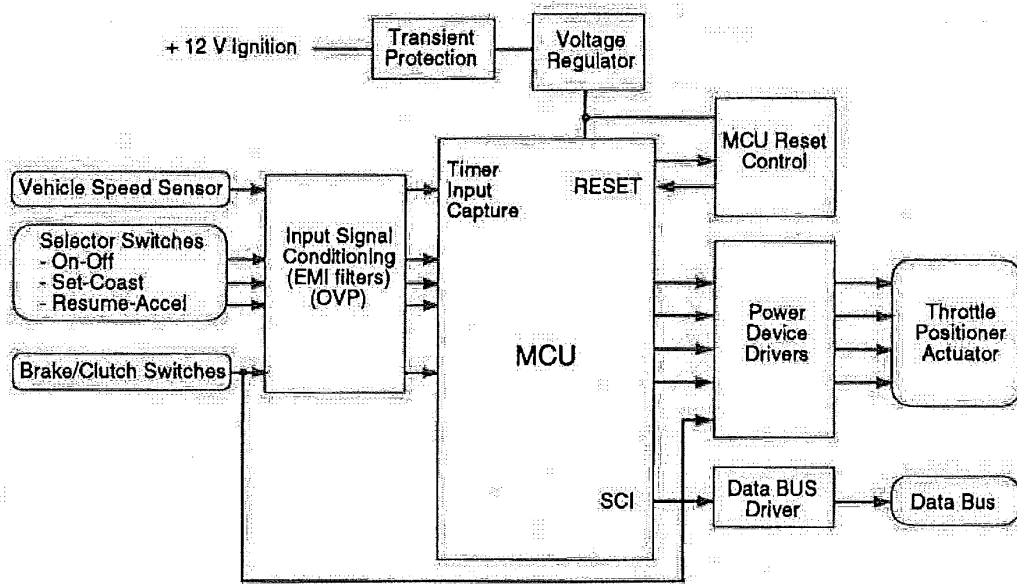 + 12 V Ignition
Transient
Protection
Voltage
Regulator
MCU Reset
Control
Vehicle Speed Sensor
Timer
Input
Capture
RESET
Selector Switches
- On-Off
- Set-Coast
- Resume-Accel
Input Signal
Conditioning
(EMI filters)
(OVP)
MCU
Power
Device
Drivers
Throttle
Positioner
Actuator
Brake/Clutch Switches
SCI
Data BUS
Driver
Data Bus